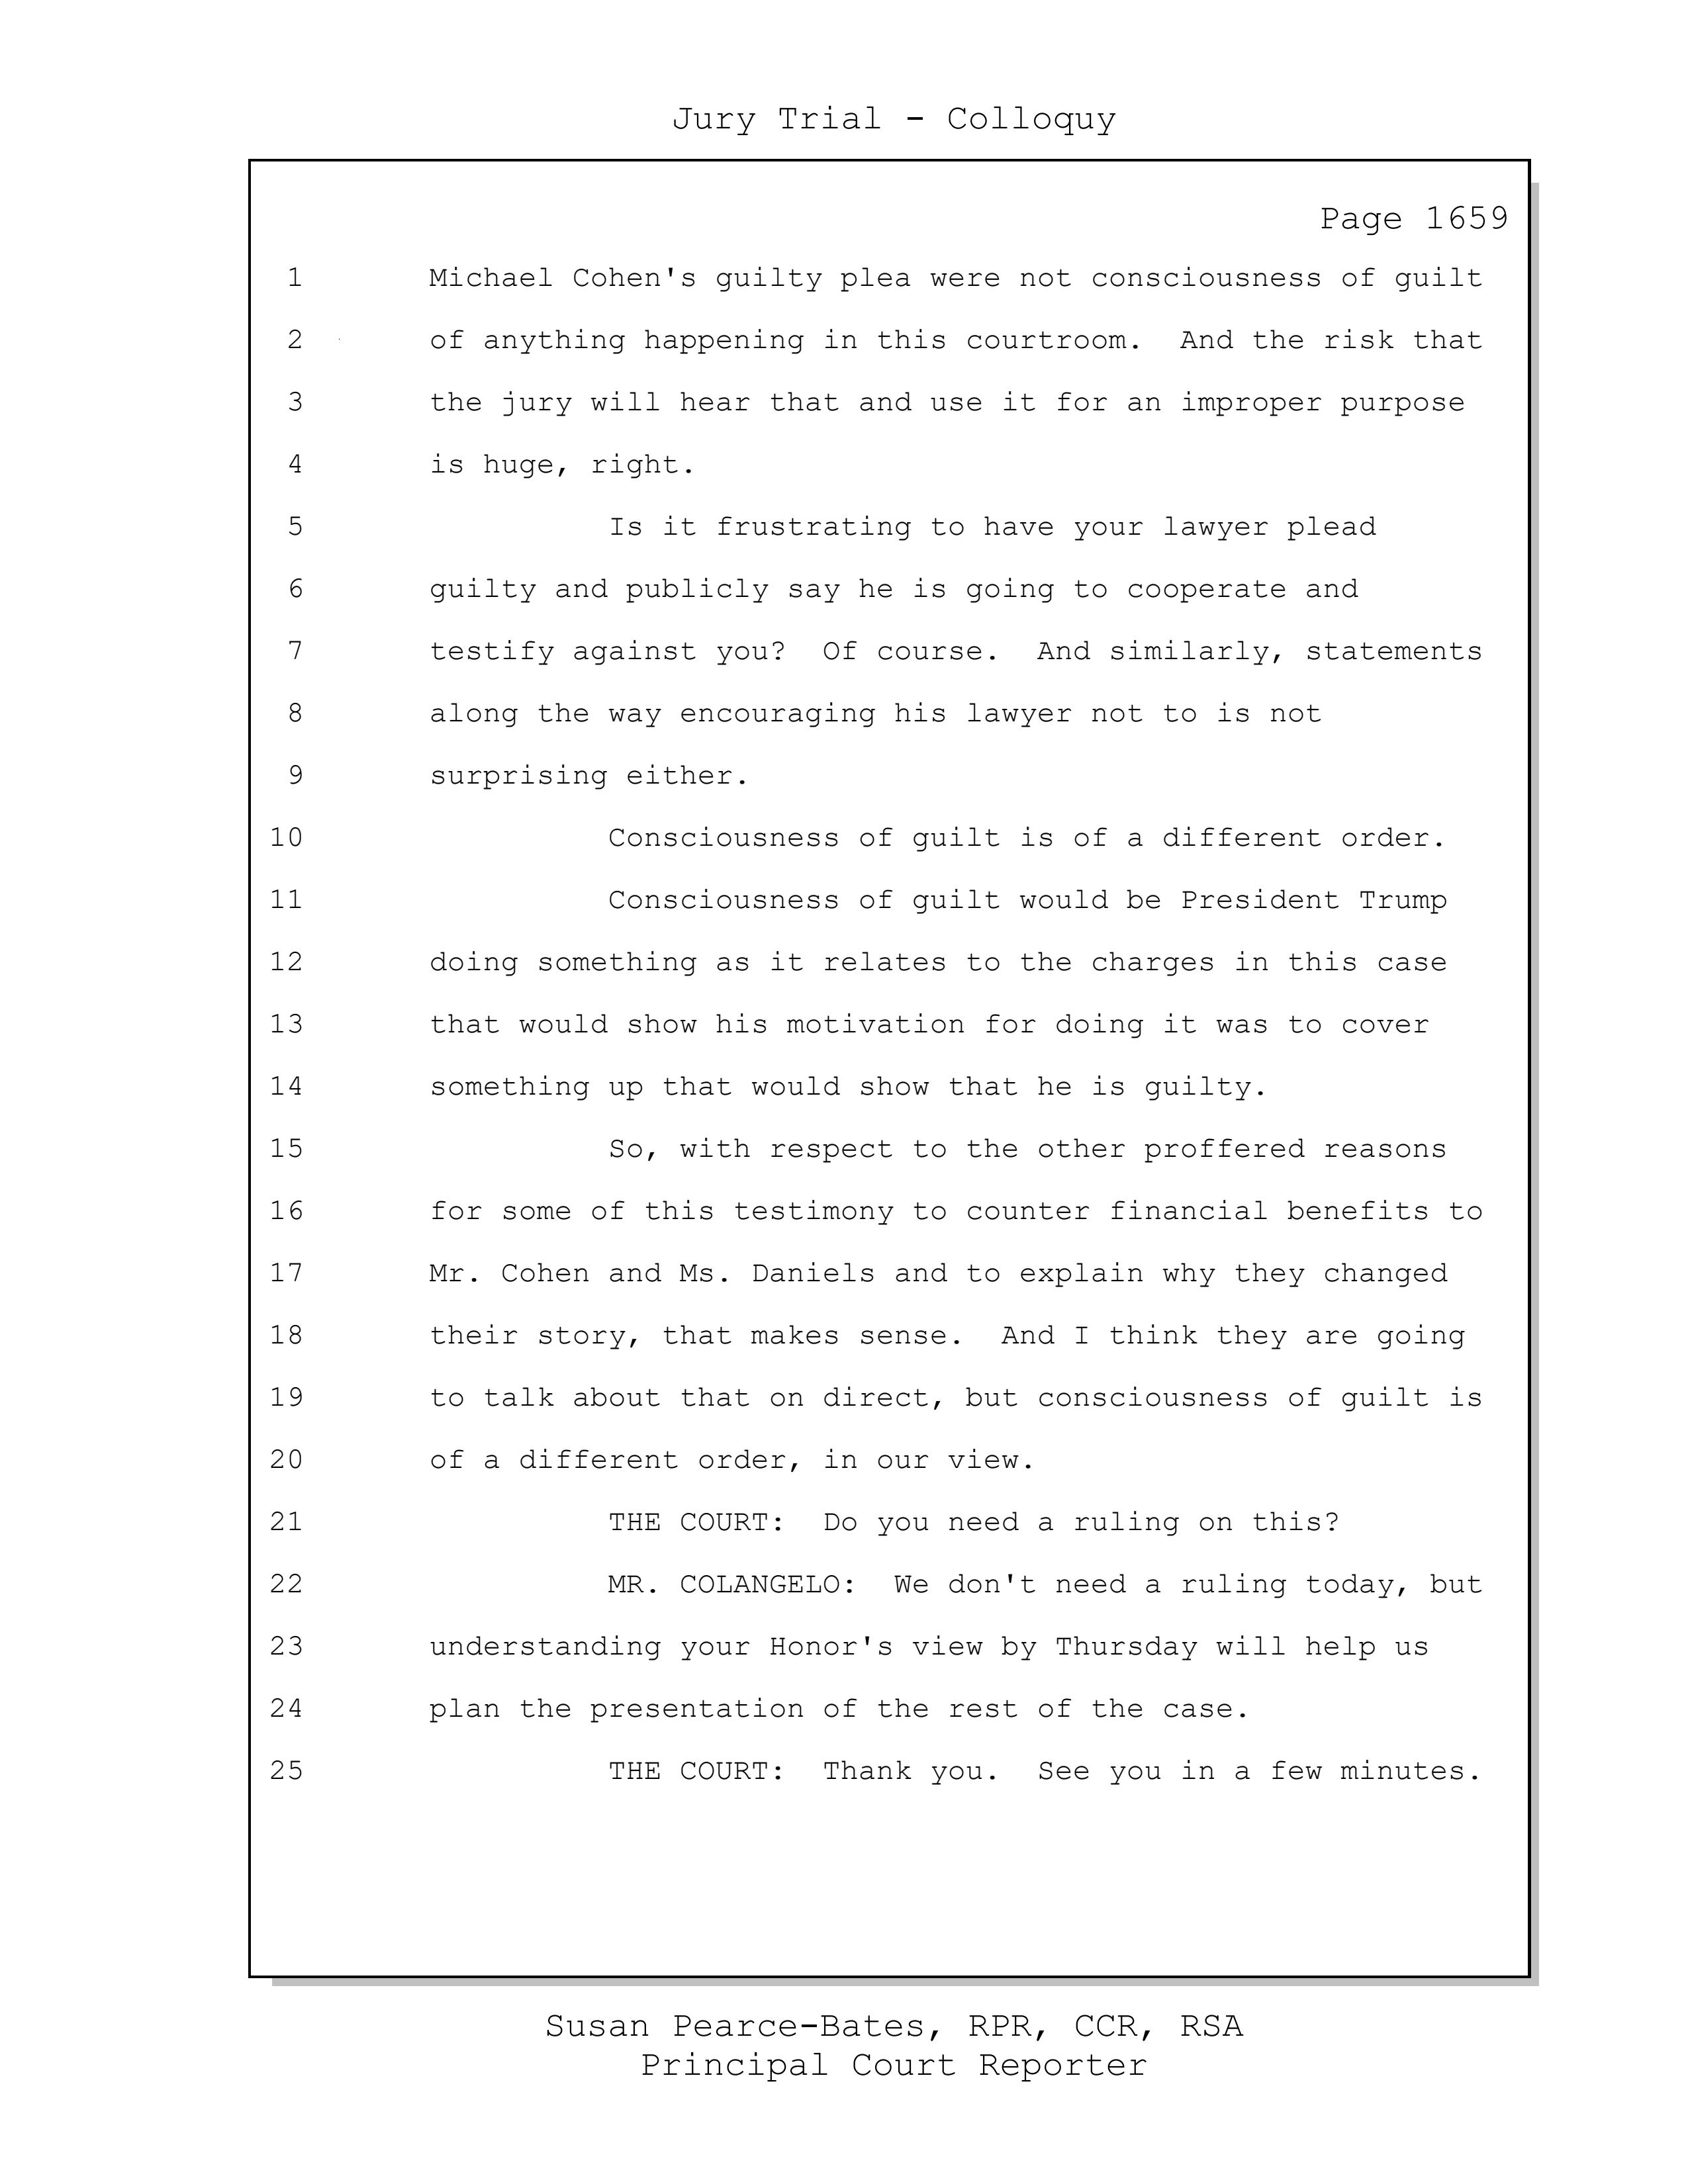 Jury Trial - Colloquy
Page 1659
1 Michael Cohen's guilty plea were not consciousness of guilt
2 of anything happening in this courtroom. And the risk that
3 the jury will hear that and use it for an improper purpose
4 is huge, right.
5 Is it frustrating to have your lawyer plead
6 guilty and publicly say he is going to cooperate and
7 testify against you? Of course. And similarly, statements
8 along the way encouraging his lawyer not to is not
9 surprising either.
10 Consciousness of guilt is of a different order.
11 Consciousness of guilt would be President Trump
12 doing something as it relates to the charges in this case
13 that would show his motivation for doing it was to cover
14 something up that would show that he is guilty.
15 So, with respect to the other proffered reasons
16 for some of this testimony to counter financial benefits to
17 Mr. Cohen and Ms. Daniels and to explain why they changed
18 their story, that makes sense. And I think they are going
19 to talk about that on direct, but consciousness of guilt is
20 of a different order, in our view.
21 THE COURT: Do you need a ruling on this?
22 MR. COLANGELO: We don't need a ruling today, but
23 understanding your Honor's view by Thursday will help us
24 plan the presentation of the rest of the case.
25 THE COURT: Thank you. See you in a few minutes.
Susan Pearce-Bates, RPR, CCR, RSA
Principal Court Reporter